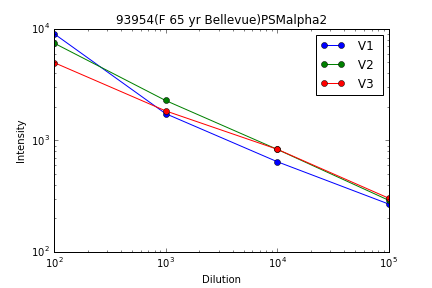 93954(F 65 yr Bellevue)PSMalpha2
10^4
10^3
10^2
Intensity
V1
V2
V3
10^2 10^3 10^4 10^5
Dilution